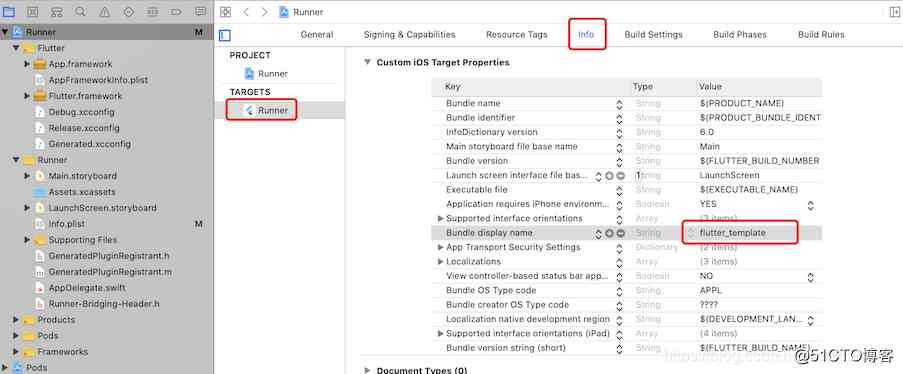 Runner M
Flutter
App.framework
AppFrameworkInfo.plist
Flutter.framework
Debug.xcconfig
Release.xcconfig
Generated.xcconfig
Runner
Main.storyboard
Assets.xcassets
LaunchScreen.storyboard
Info.plist M
Supporting Files
GeneratedPluginRegistrant.h
GeneratedPluginRegistrant.m
AppDelegate.swift
Runner-Bridging-Header.h
Products
Pods
Frameworks
Pods
Runner
General Signing & Capabilities Resource Tags Info Build Settings Build Phases Build Rules
PROJECT
Runner
TARGETS
Runner
Custom iOS Target Properties
Key Type Value
Bundle name String $(PRODUCT_NAME)
Bundle identifier String $(PRODUCT_BUNDLE_IDENT
InfoDictionary version String 6.0
Main storyboard file base name String Main
Bundle version String $(FLUTTER_BUILD_NUMBER
Launch screen interface file bas... String LaunchScreen
Executable file String $(EXECUTABLE_NAME)
Application requires iPhone environm... Boolean YES
Supported interface orientations Array (3 items)
Bundle display name String flutter_template
App Transport Security Settings Dictionary (2 items)
Localizations Array (3 items)
View controller-based status bar app... Boolean NO
Bundle OS Type code String APPL
Bundle creator OS Type code String ????
Localization native development region String $(DEVELOPMENT_LAN...
Supported interface orientations (iPad) Array (4 items)
Bundle version string (short) String $(FLUTTER_BUILD_NAME)
Document Types (0)
@51CTO博客